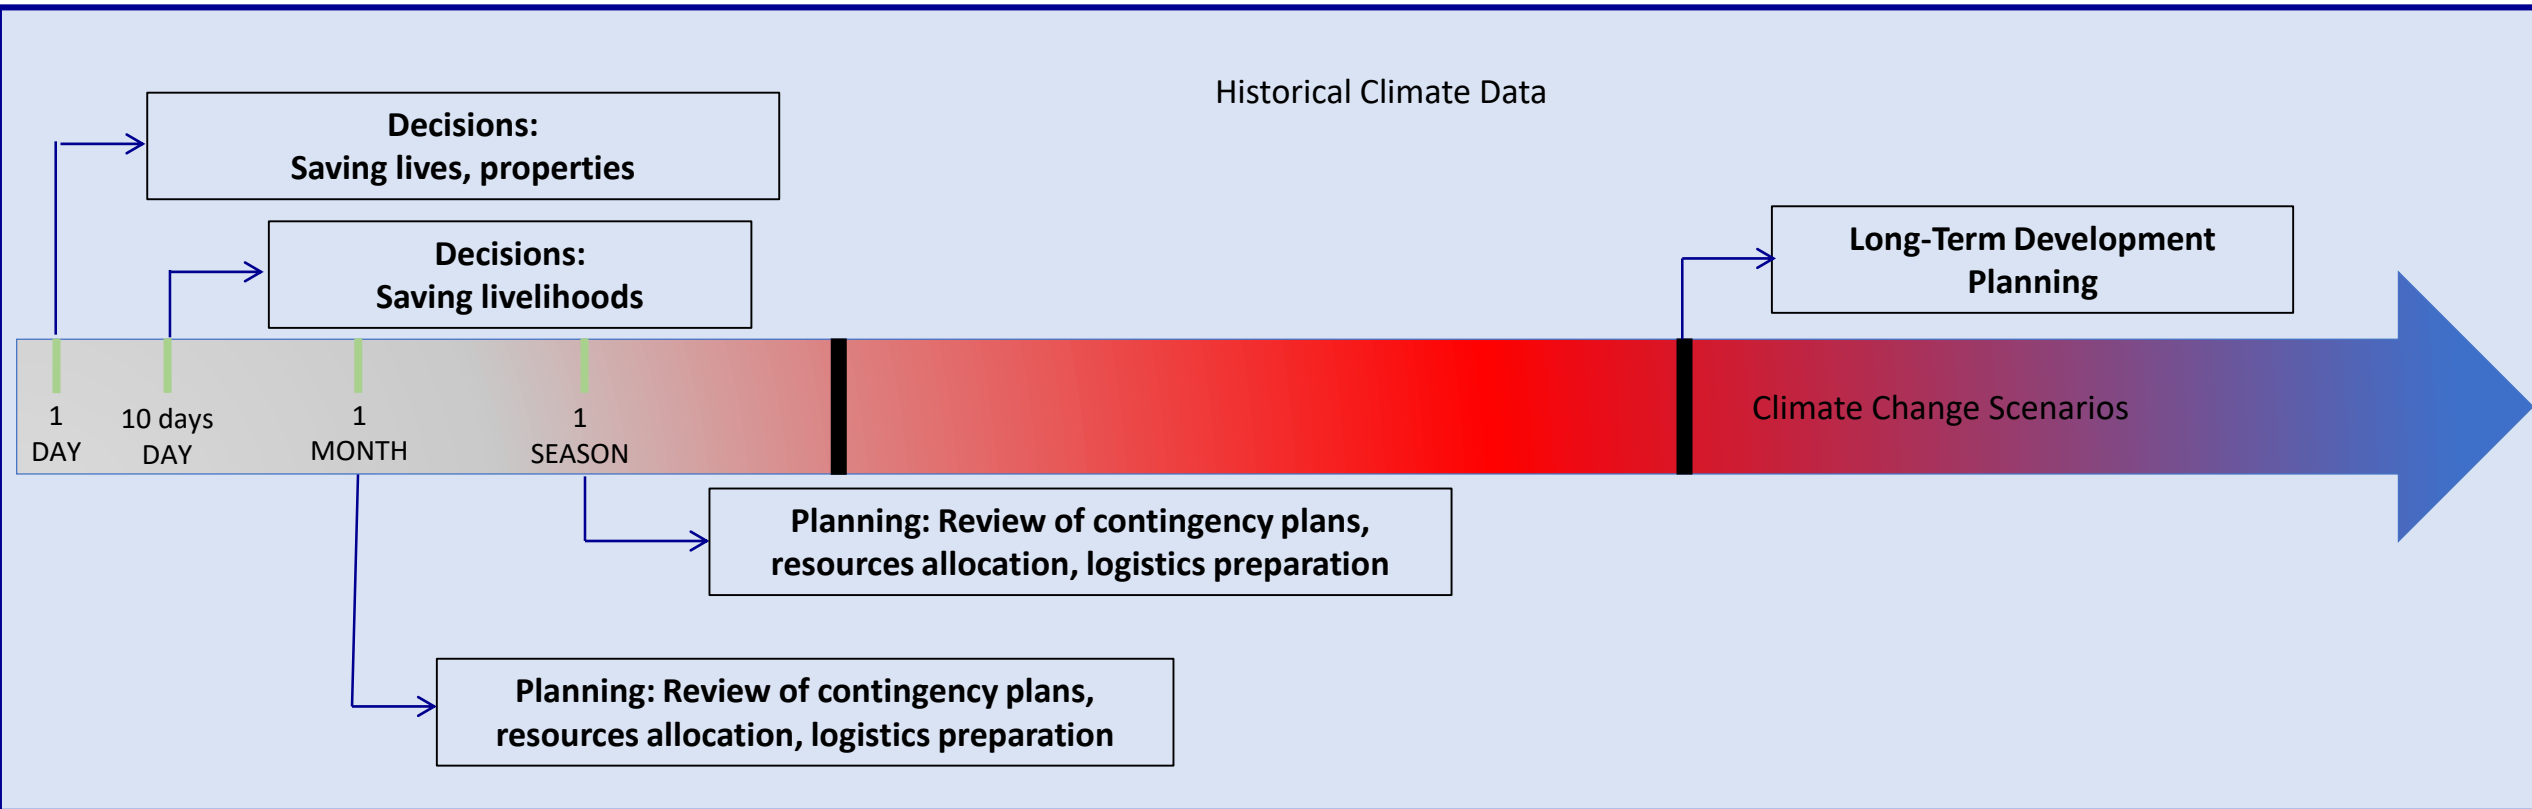 Historical Climate Data
Decisions:
Saving lives, properties
Decisions:
Saving livelihoods
Long-Term Development
Planning
1
DAY
10 days
DAY
1
MONTH
1
SEASON
Climate Change Scenarios
Planning: Review of contingency plans,
resources allocation, logistics preparation
Planning: Review of contingency plans,
resources allocation, logistics preparation